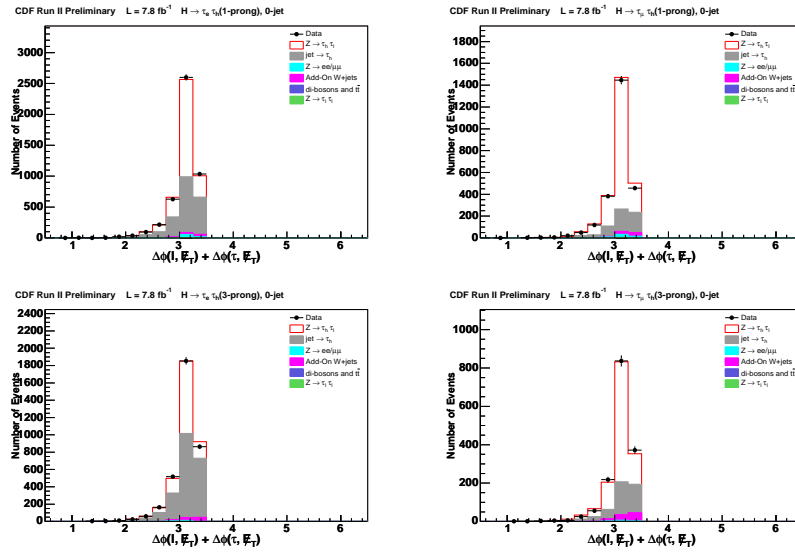 CDF Run II Preliminary L = 7.8 fb⁻¹ H → τₑ τₕ(1-prong), 0-jet
Number of Events
3000
2500
2000
1500
1000
500
0
Data
Z → τₕ τₗ
jet → τₕ
Z → ee/μμ
Add-On W+jets
di-bosons and tt̄
Z → τₗ τₗ
1 2 3 4 5 6
Δϕ(l, E̸_T) + Δϕ(τ, E̸_T)
CDF Run II Preliminary L = 7.8 fb⁻¹ H → τ_μ τₕ(1-prong), 0-jet
Number of Events
1800
1600
1400
1200
1000
800
600
400
200
0
Data
Z → τₕ τₗ
jet → τₕ
Z → ee/μμ
Add-On W+jets
di-bosons and tt̄
Z → τₗ τₗ
1 2 3 4 5 6
Δϕ(l, E̸_T) + Δϕ(τ, E̸_T)
CDF Run II Preliminary L = 7.8 fb⁻¹ H → τₑ τₕ(3-prong), 0-jet
Number of Events
2400
2200
2000
1800
1600
1400
1200
1000
800
600
400
200
0
Data
Z → τₕ τₗ
jet → τₕ
Z → ee/μμ
Add-On W+jets
di-bosons and tt̄
Z → τₗ τₗ
1 2 3 4 5 6
Δϕ(l, E̸_T) + Δϕ(τ, E̸_T)
CDF Run II Preliminary L = 7.8 fb⁻¹ H → τ_μ τₕ(3-prong), 0-jet
Number of Events
1000
800
600
400
200
0
Data
Z → τₕ τₗ
jet → τₕ
Z → ee/μμ
Add-On W+jets
di-bosons and tt̄
Z → τₗ τₗ
1 2 3 4 5 6
Δϕ(l, E̸_T) + Δϕ(τ, E̸_T)